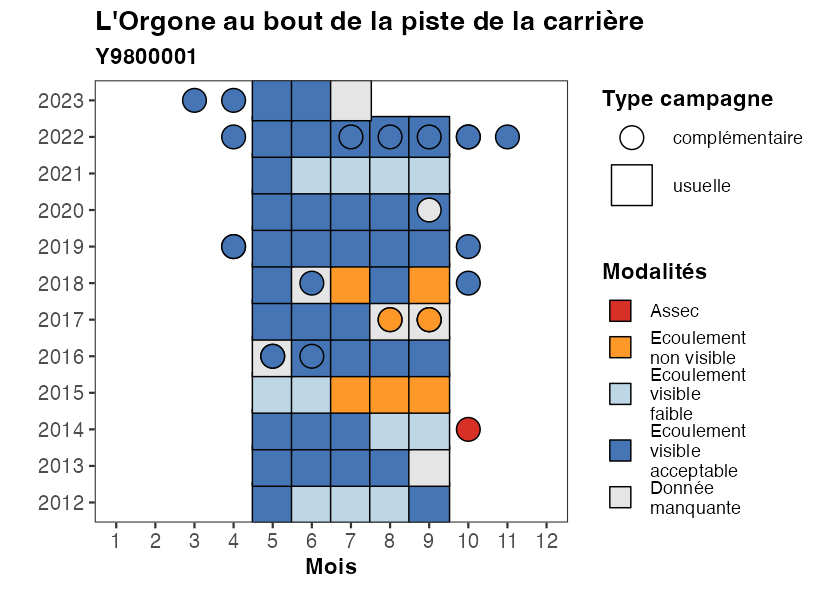 L'Orgone au bout de la piste de la carrière
Y9800001
2023
2022
2021
2020
2019
2018
2017
2016
2015
2014
2013
2012
1 2 3 4 5 6 7 8 9 10 11 12
Mois
Type campagne
complémentaire
usuelle
Modalités
Assec
Ecoulement
non visible
Ecoulement
visible
faible
Ecoulement
visible
acceptable
Donnée
manquante